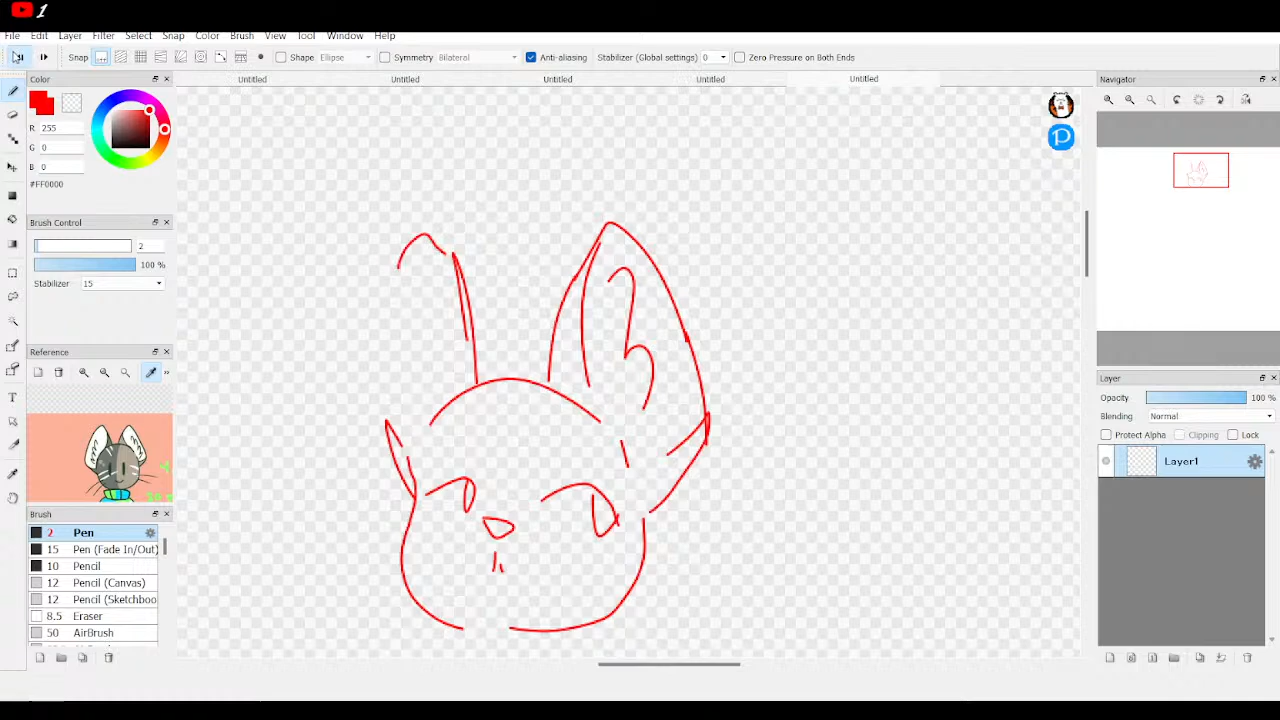 1
File Edit Layer Filter Snap Color Brush Select View Tool Window Help
Snap Shape Ellipse Symmetry Bilateral Anti-aliasing Stabilizer (Global settings) 0 Zero Pressure on Both Ends
Color Untitled Untitled Untitled Untitled Untitled Navigator
R 255
G 0
B 0
#FF0000
Brush Control
2
100 %
Stabilizer 15
Reference
»
Layer
Opacity 100 %
Blending Normal
Protect Alpha Clipping Lock
Layer1
Brush
2 Pen
15 Pen (Fade In/Out)
10 Pencil
12 Pencil (Canvas)
12 Pencil (Sketchboo
8.5 Eraser
50 AirBrush